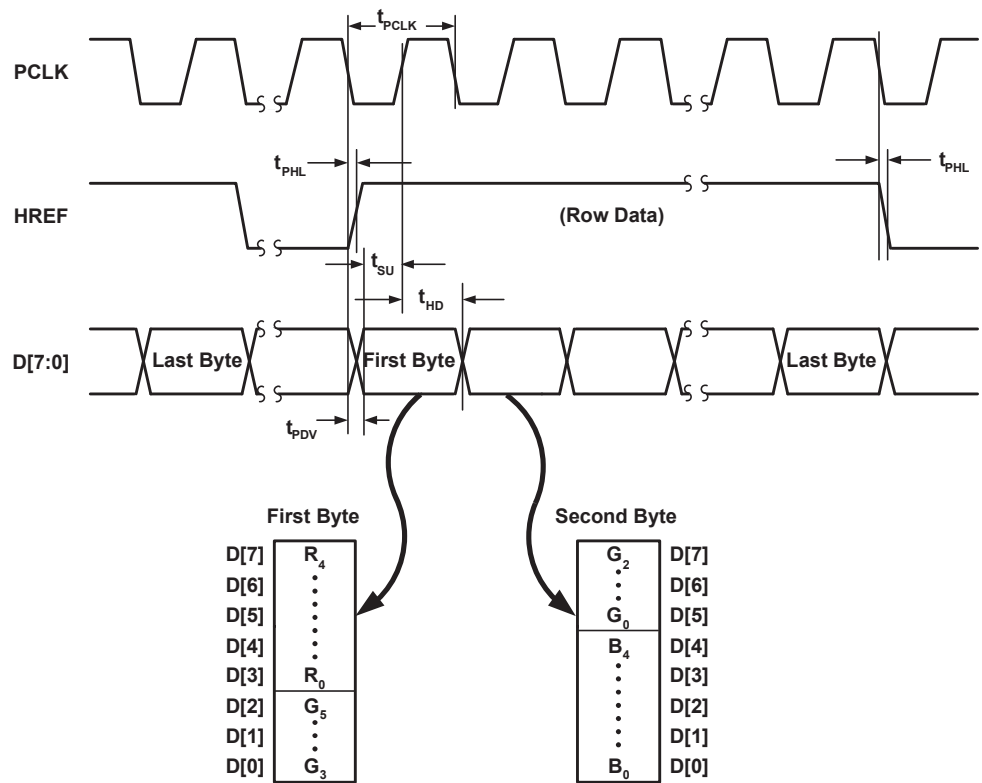 t_PCLK
PCLK
t_PHL
t_PHL
HREF
(Row Data)
t_SU
t_HD
D[7:0]
Last Byte
First Byte
Last Byte
t_PDV
First Byte
Second Byte
D[7] R_4
D[6]
D[5]
D[4]
D[3] R_0
D[2] G_5
D[1]
D[0] G_3
G_2 D[7]
D[6]
G_0 D[5]
B_4 D[4]
D[3]
D[2]
D[1]
B_0 D[0]